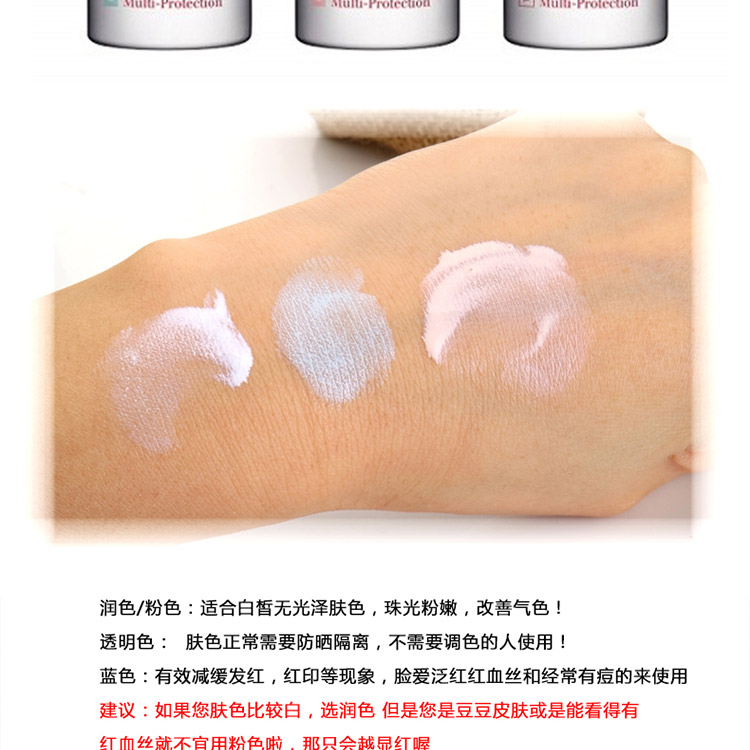 Multi-Protection Multi-Protection Multi-Protection
润色/粉色：适合白皙无光泽肤色，珠光粉嫩，改善气色！
透明色： 肤色正常需要防晒隔离，不需要调色的人使用！
蓝色：有效减缓发红，红印等现象，脸爱泛红红血丝和经常有痘的来使用
建议：如果您肤色比较白，选润色 但是您是豆豆皮肤或是能看得有
红血丝就不宜用粉色啦，那只会越显红喔